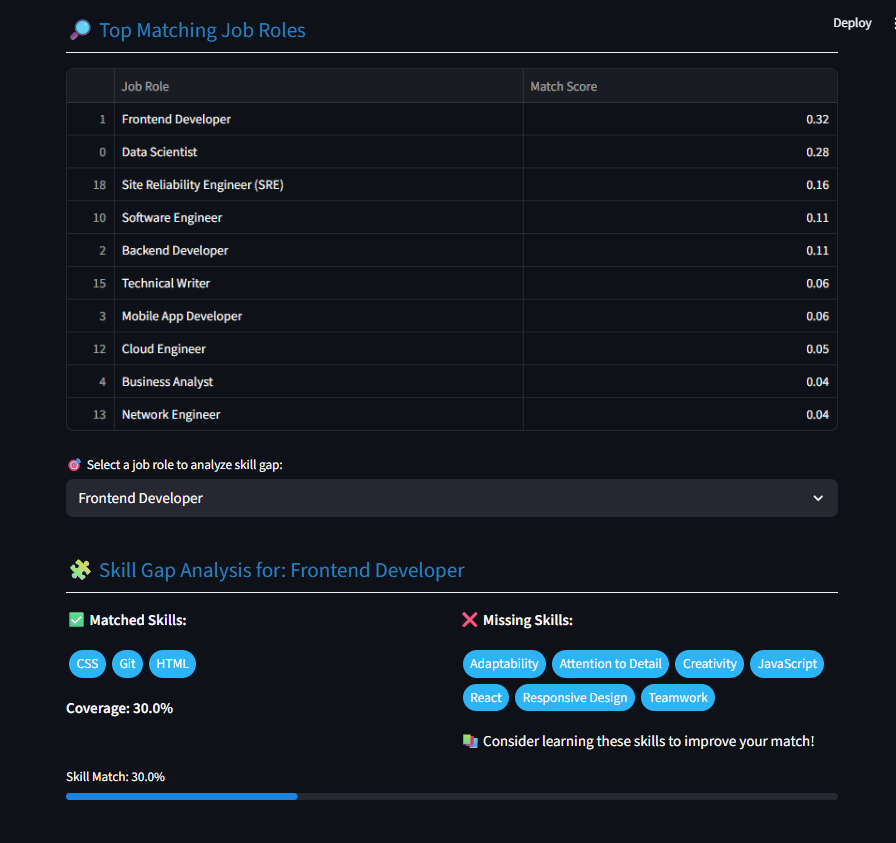 Deploy
🔎 Top Matching Job Roles
Job Role Match Score
1 Frontend Developer 0.32
0 Data Scientist 0.28
18 Site Reliability Engineer (SRE) 0.16
10 Software Engineer 0.11
2 Backend Developer 0.11
15 Technical Writer 0.06
3 Mobile App Developer 0.06
12 Cloud Engineer 0.05
4 Business Analyst 0.04
13 Network Engineer 0.04
🎯 Select a job role to analyze skill gap:
Frontend Developer
🧩 Skill Gap Analysis for: Frontend Developer
✅ Matched Skills:
CSS Git HTML
Coverage: 30.0%
❌ Missing Skills:
Adaptability Attention to Detail Creativity JavaScript
React Responsive Design Teamwork
📚 Consider learning these skills to improve your match!
Skill Match: 30.0%